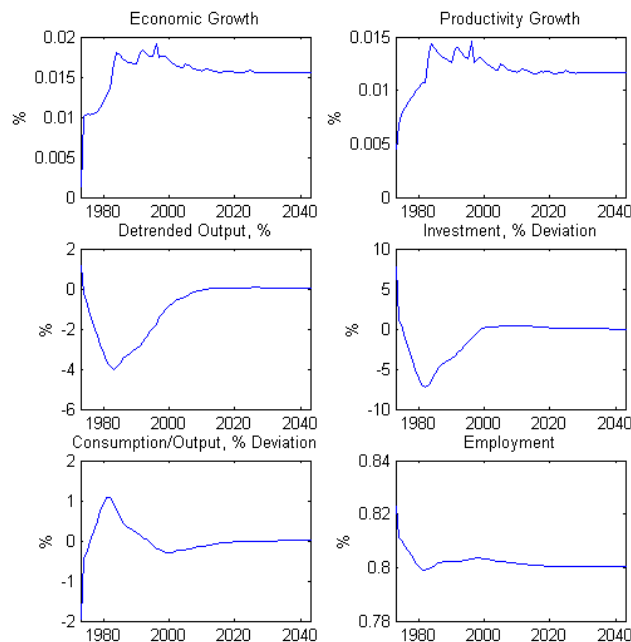 Economic Growth
Productivity Growth
0.02
0.015
0.01
0.005
0
%
1980 2000 2020 2040
0.015
0.01
0.005
0
%
1980 2000 2020 2040
Detrended Output, %
Investment, % Deviation
2
0
-2
-4
-6
%
1980 2000 2020 2040
10
5
0
-5
-10
%
1980 2000 2020 2040
Consumption/Output, % Deviation
Employment
2
1
0
-1
-2
%
1980 2000 2020 2040
0.84
0.82
0.8
0.78
%
1980 2000 2020 2040